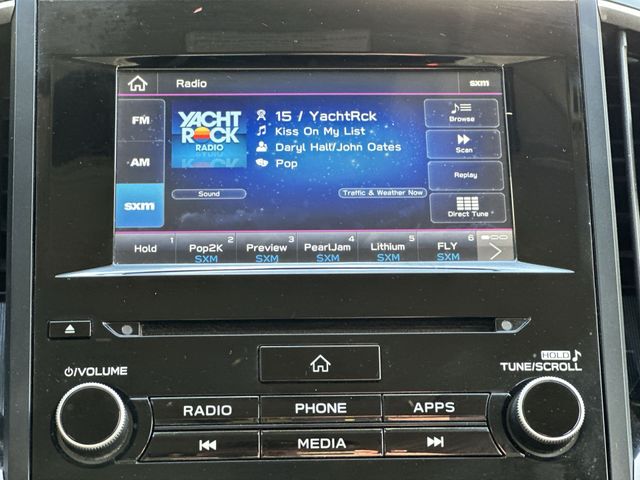 Radio
sxm
FM
AM
sxm
YACHT
ROCK
RADIO
15 / YachtRck
Kiss On My List
Daryl Hall/John Oates
Pop
Sound
Traffic & Weather Now
Browse
Scan
Replay
Direct Tune
Hold 1
Pop2K 2
SXM
Preview 3
SXM
PearlJam 4
SXM
Lithium 5
SXM
FLY 6
SXM
/VOLUME
HOLD
TUNE/SCROLL
RADIO
PHONE
APPS
MEDIA